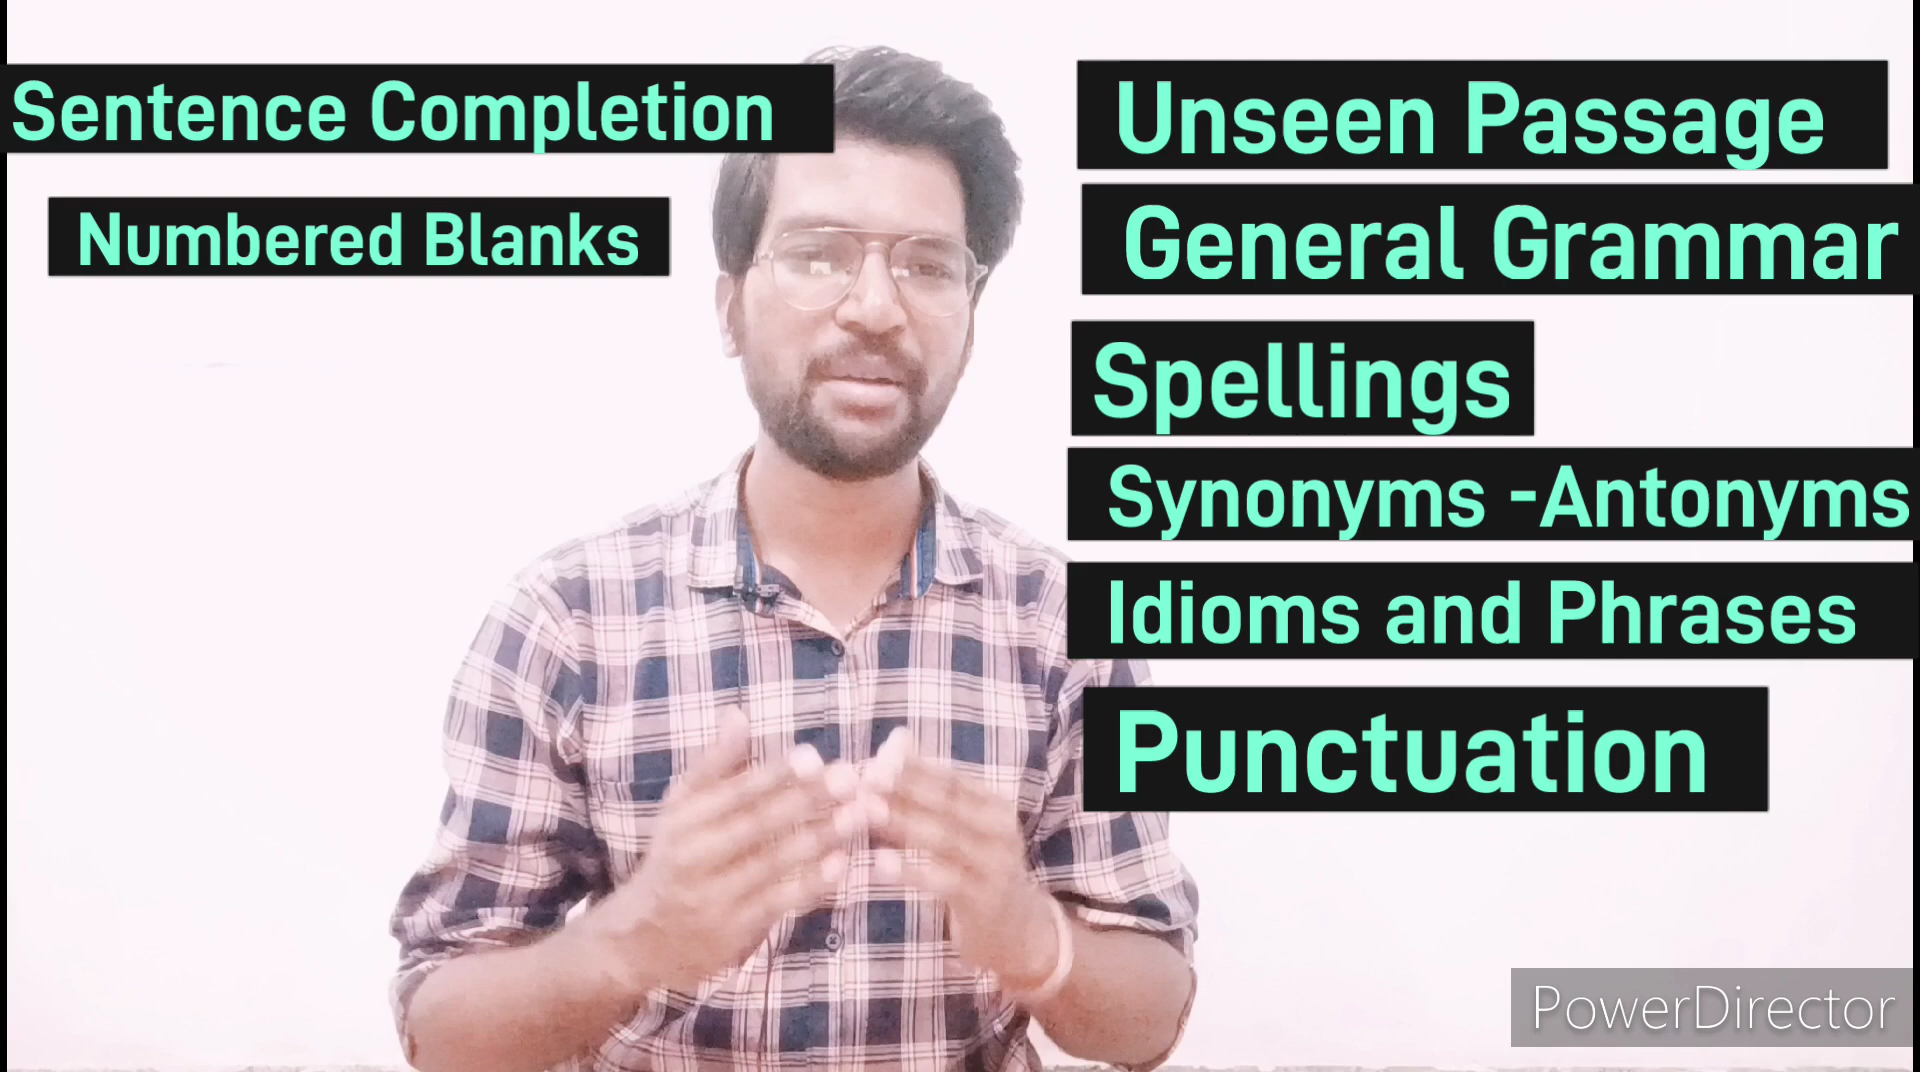 Sentence Completion
Numbered Blanks
Unseen Passage
General Grammar
Spellings
Synonyms -Antonyms
Idioms and Phrases
Punctuation
PowerDirector